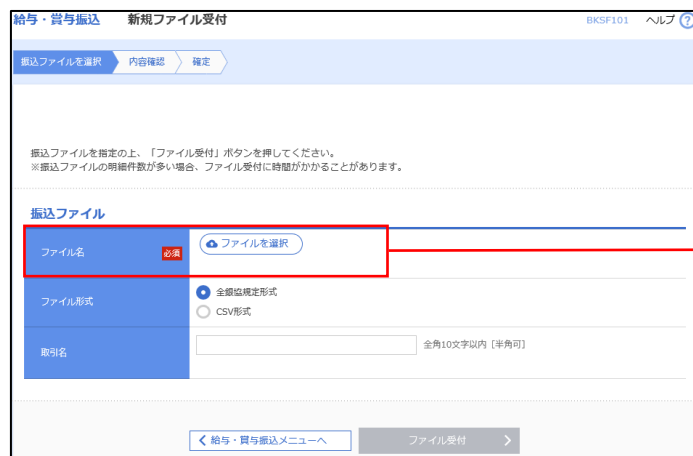 給与・賞与振込 新規ファイル受付 BKSF101 ヘルプ ?
振込ファイルを選択 内容確認 確定
振込ファイルを指定の上、「ファイル受付」ボタンを押してください。
※振込ファイルの明細件数が多い場合、ファイル受付に時間がかかることがあります。
振込ファイル
ファイル名 必須 ファイルを選択
ファイル形式 全銀協規定形式
CSV形式
取引名 全角10文字以内［半角可］
給与・賞与振込メニューへ ファイル受付